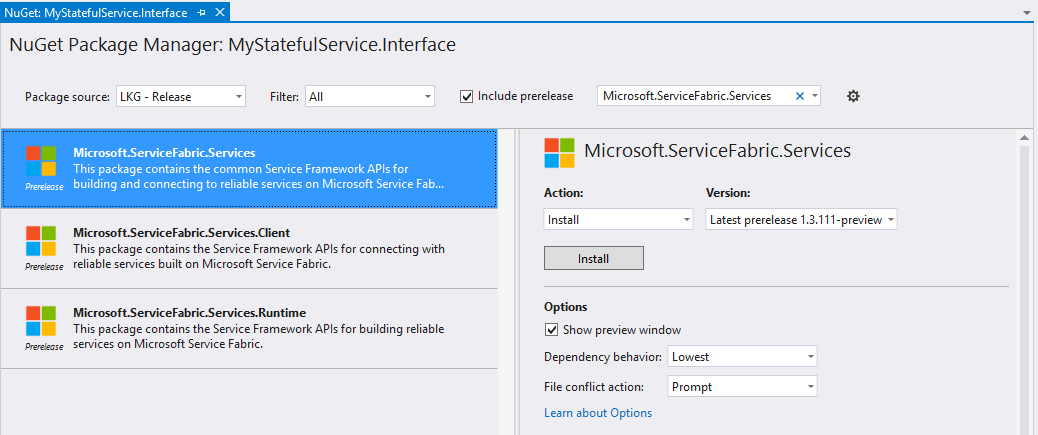 NuGet: MyStatefulService.Interface
NuGet Package Manager: MyStatefulService.Interface
Package source: LKG - Release Filter: All Include prerelease Microsoft.ServiceFabric.Services
Microsoft.ServiceFabric.Services
This package contains the common Service Framework APIs for
building and connecting to reliable services on Microsoft Service Fab...
Prerelease
Microsoft.ServiceFabric.Services.Client
This package contains the Service Framework APIs for connecting with
reliable services built on Microsoft Service Fabric.
Prerelease
Microsoft.ServiceFabric.Services.Runtime
This package contains the Service Framework APIs for building reliable
services on Microsoft Service Fabric.
Prerelease
Microsoft.ServiceFabric.Services
Action: Version:
Install Latest prerelease 1.3.111-preview
Install
Options
Show preview window
Dependency behavior: Lowest
File conflict action: Prompt
Learn about Options